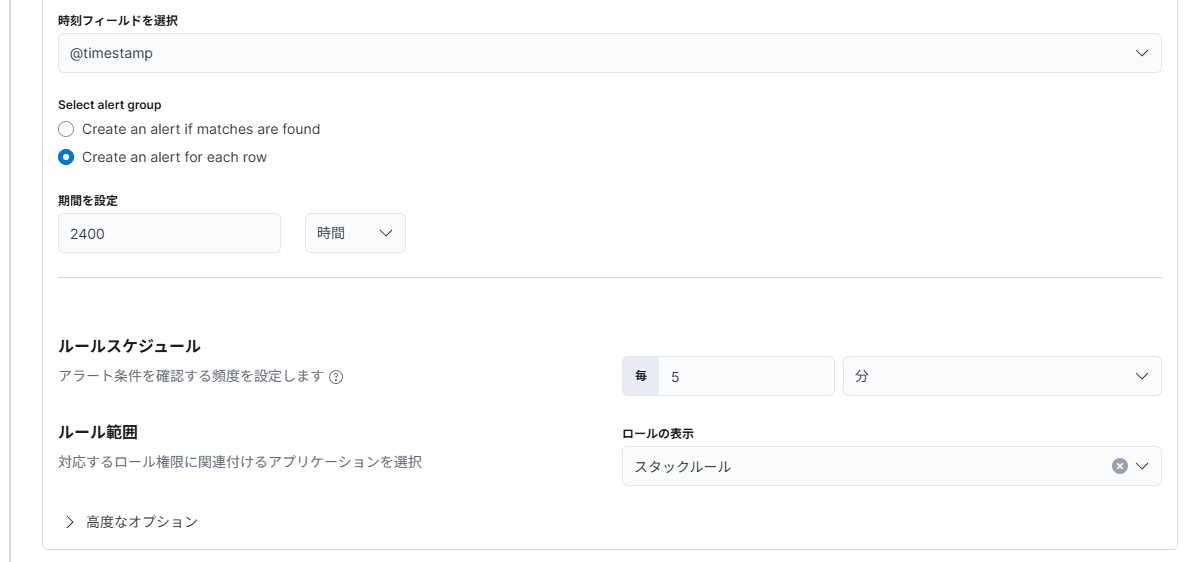 時刻フィールドを選択
@timestamp
Select alert group
Create an alert if matches are found
Create an alert for each row
期間を設定
2400 時間
ルールスケジュール
アラート条件を確認する頻度を設定します
毎 5 分
ルール範囲
対応するロール権限に関連付けるアプリケーションを選択
ロールの表示
スタックルール
高度なオプション